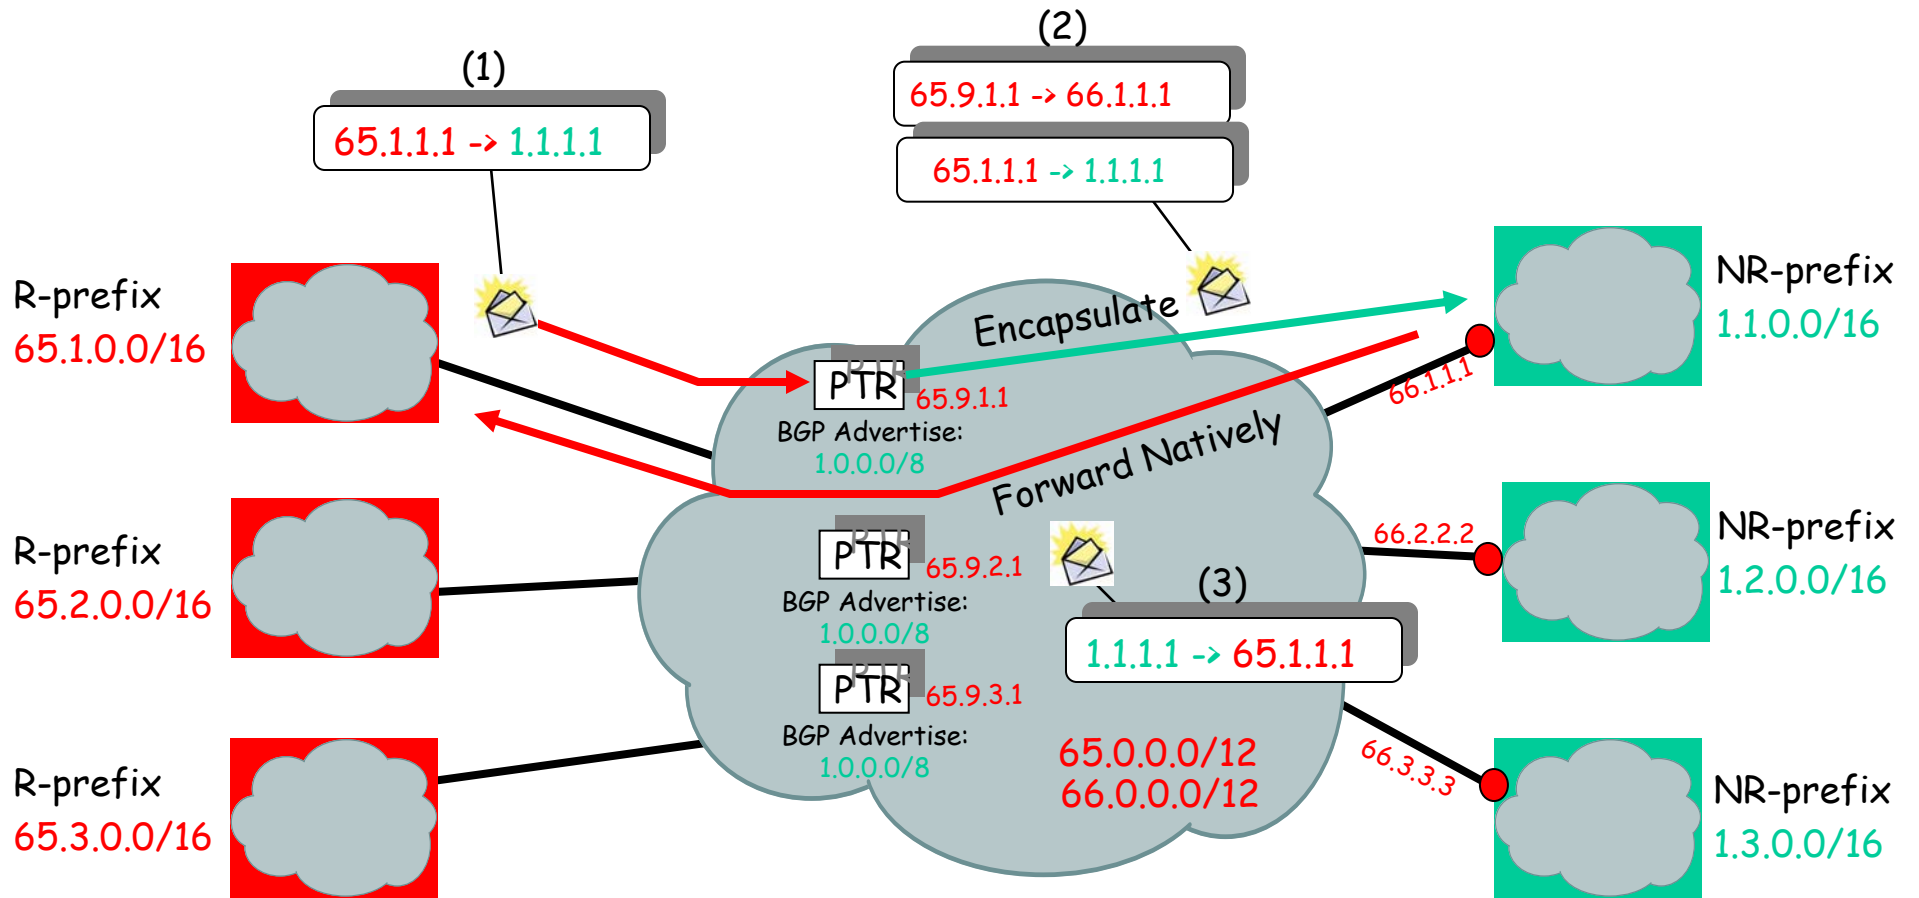 (1)
65.1.1.1 -> 1.1.1.1
(2)
65.9.1.1 -> 66.1.1.1
65.1.1.1 -> 1.1.1.1
R-prefix
65.1.0.0/16
R-prefix
65.2.0.0/16
R-prefix
65.3.0.0/16
Encapsulate
PTR
65.9.1.1
BGP Advertise:
1.0.0.0/8
Forward Natively
PTR
65.9.2.1
BGP Advertise:
1.0.0.0/8
PTR
65.9.3.1
BGP Advertise:
1.0.0.0/8
(3)
1.1.1.1 -> 65.1.1.1
65.0.0.0/12
66.0.0.0/12
66.1.1.1
66.2.2.2
66.3.3.3
NR-prefix
1.1.0.0/16
NR-prefix
1.2.0.0/16
NR-prefix
1.3.0.0/16